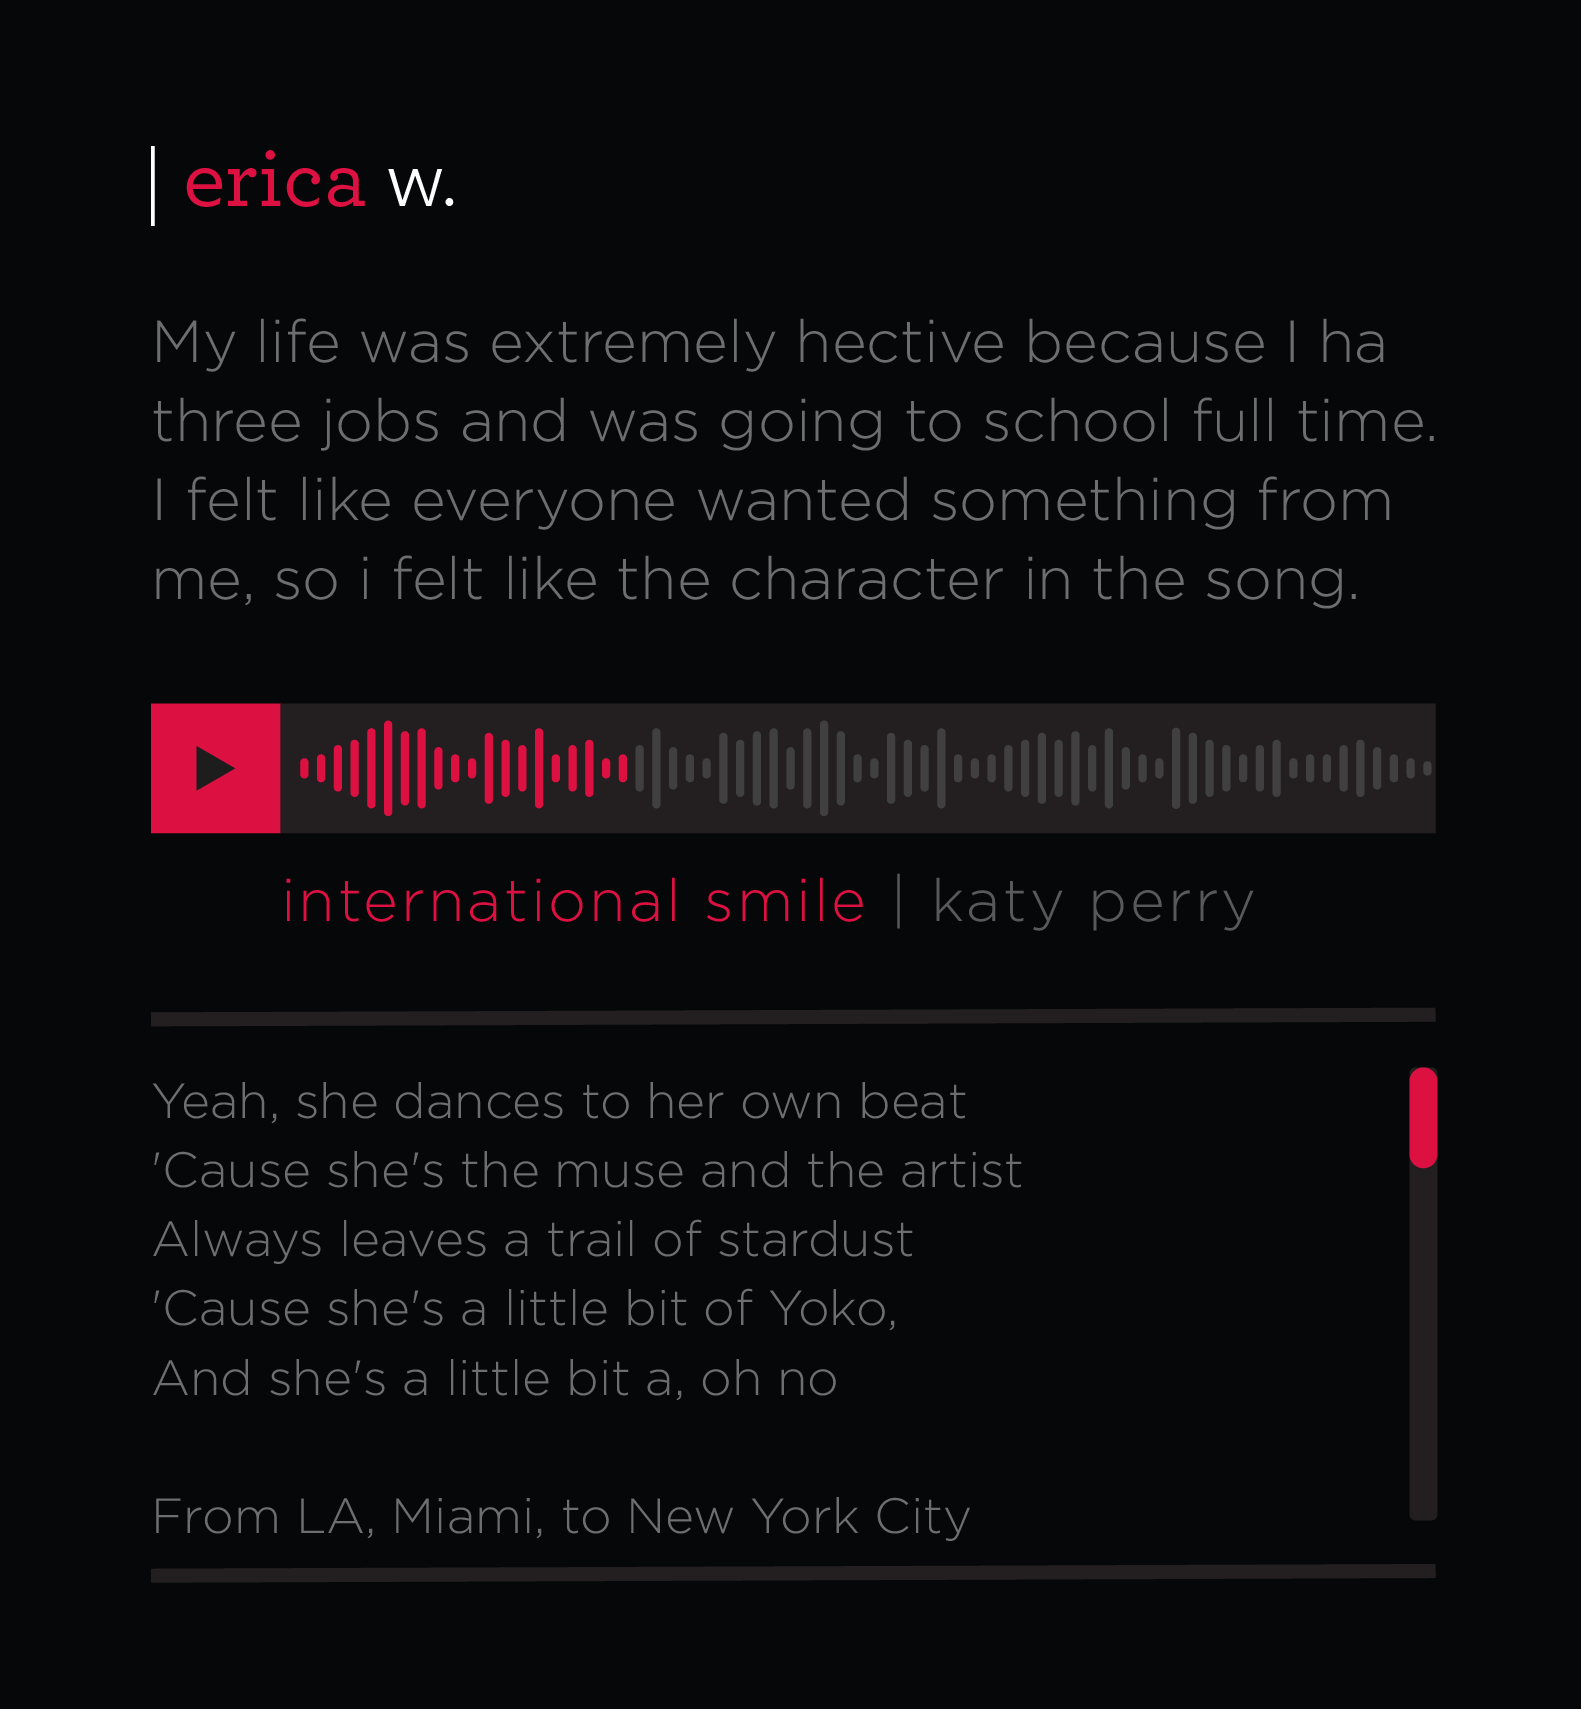 erica w.
My life was extremely hective because I ha
three jobs and was going to school full time.
I felt like everyone wanted something from
me, so i felt like the character in the song.
international smile | katy perry
Yeah, she dances to her own beat
'Cause she's the muse and the artist
Always leaves a trail of stardust
'Cause she's a little bit of Yoko,
And she's a little bit a, oh no
From LA, Miami, to New York City